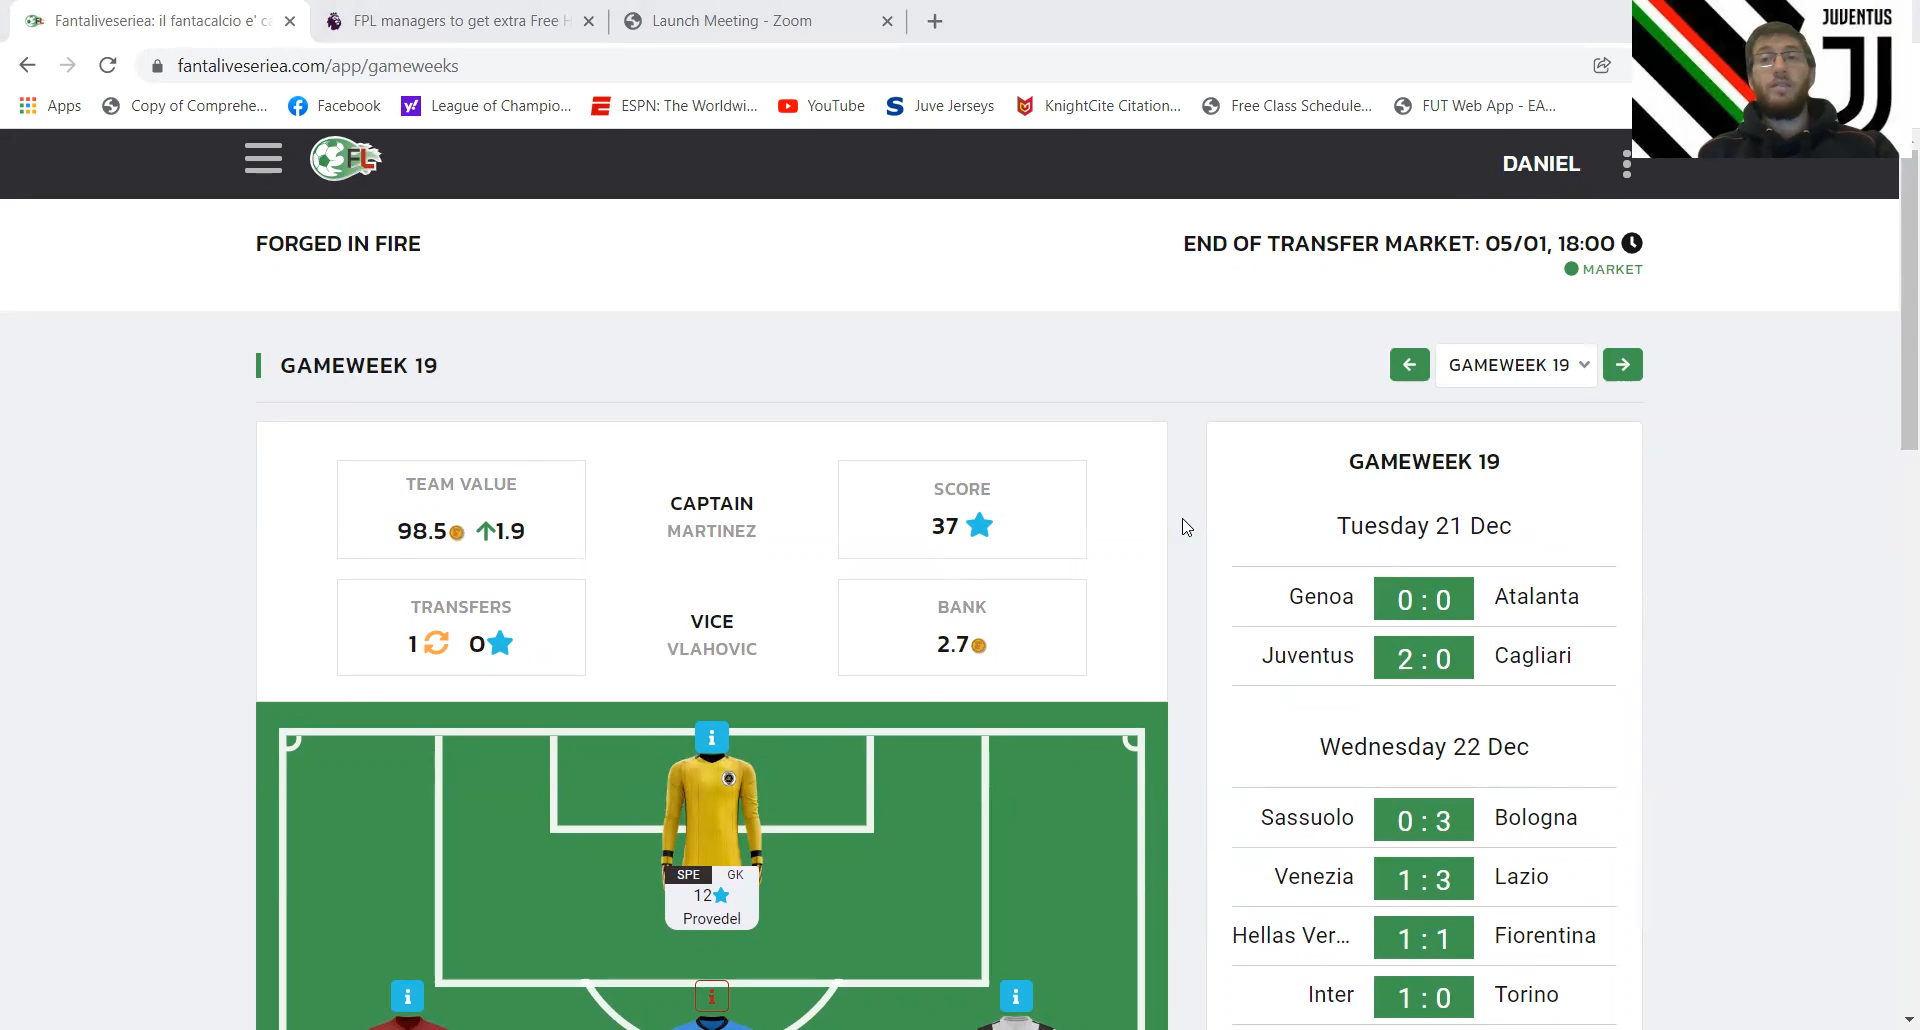 Fantaliveseriea: il fantacalcio e' ca
FPL managers to get extra Free H
Launch Meeting - Zoom
JUVENTUS
fantaliveseriea.com/app/gameweeks
Apps
Copy of Comprehe...
Facebook
League of Champio...
ESPN: The Worldwi...
YouTube
Juve Jerseys
KnightCite Citation...
Free Class Schedule...
FUT Web App - EA...
FL
DANIEL
FORGED IN FIRE
END OF TRANSFER MARKET: 05/01, 18:00
MARKET
GAMEWEEK 19
GAMEWEEK 19
TEAM VALUE
98.5 1.9
CAPTAIN
MARTINEZ
SCORE
37
TRANSFERS
1 0
VICE
VLAHOVIC
BANK
2.7
SPE GK
12
Provedel
GAMEWEEK 19
Tuesday 21 Dec
Genoa 0 : 0 Atalanta
Juventus 2 : 0 Cagliari
Wednesday 22 Dec
Sassuolo 0 : 3 Bologna
Venezia 1 : 3 Lazio
Hellas Ver... 1 : 1 Fiorentina
Inter 1 : 0 Torino